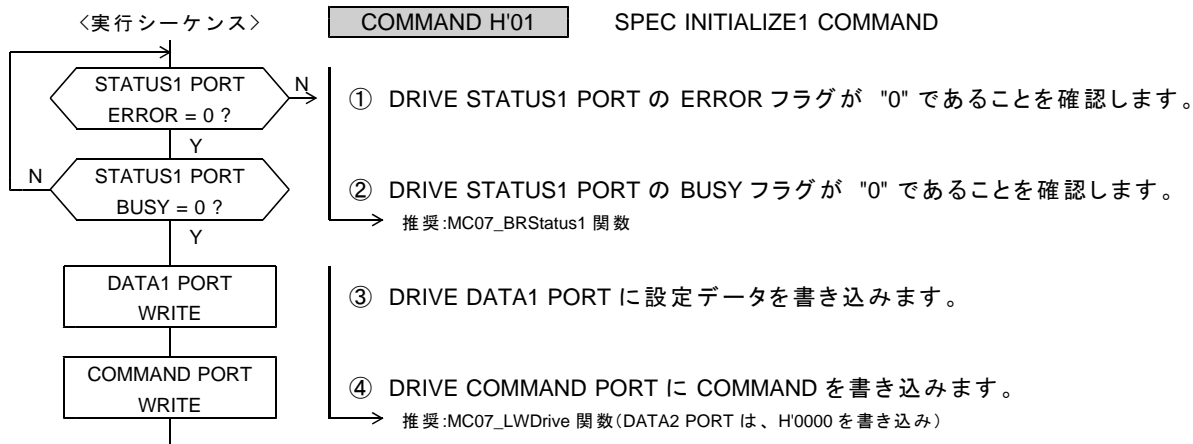 〈実行シーケンス〉
COMMAND H'01 SPEC INITIALIZE1 COMMAND
STATUS1 PORT
ERROR = 0 ?
N
Y
① DRIVE STATUS1 PORT の ERROR フラグが "0" であることを確認します。
STATUS1 PORT
BUSY = 0 ?
N
Y
② DRIVE STATUS1 PORT の BUSY フラグが "0" であることを確認します。
推奨:MC07_BRStatus1 関数
DATA1 PORT
WRITE
③ DRIVE DATA1 PORT に設定データを書き込みます。
COMMAND PORT
WRITE
④ DRIVE COMMAND PORT に COMMAND を書き込みます。
推奨:MC07_LWDrive 関数(DATA2 PORT は、H'0000 を書き込み)